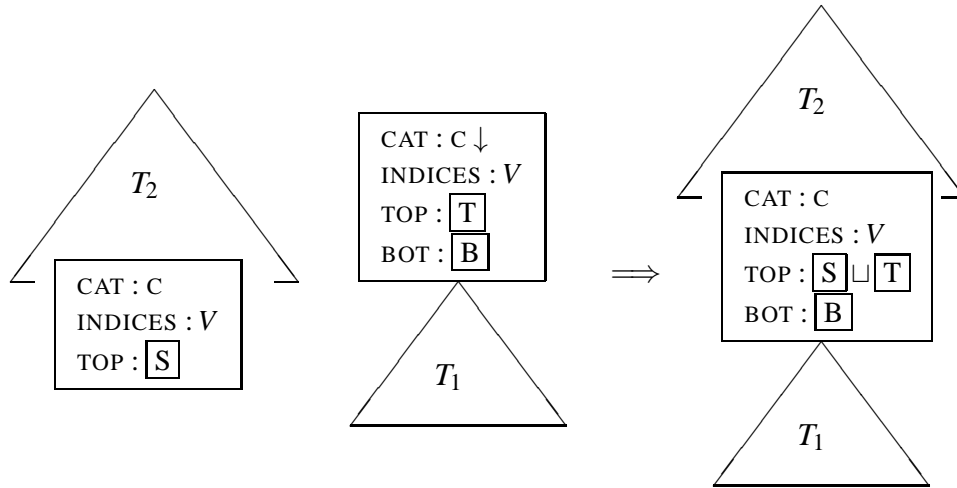 T₂
CAT : C
INDICES : V
TOP : S
CAT : C ↓
INDICES : V
TOP : T
BOT : B
T₁
⟹
T₂
CAT : C
INDICES : V
TOP : S ⊔ T
BOT : B
T₁